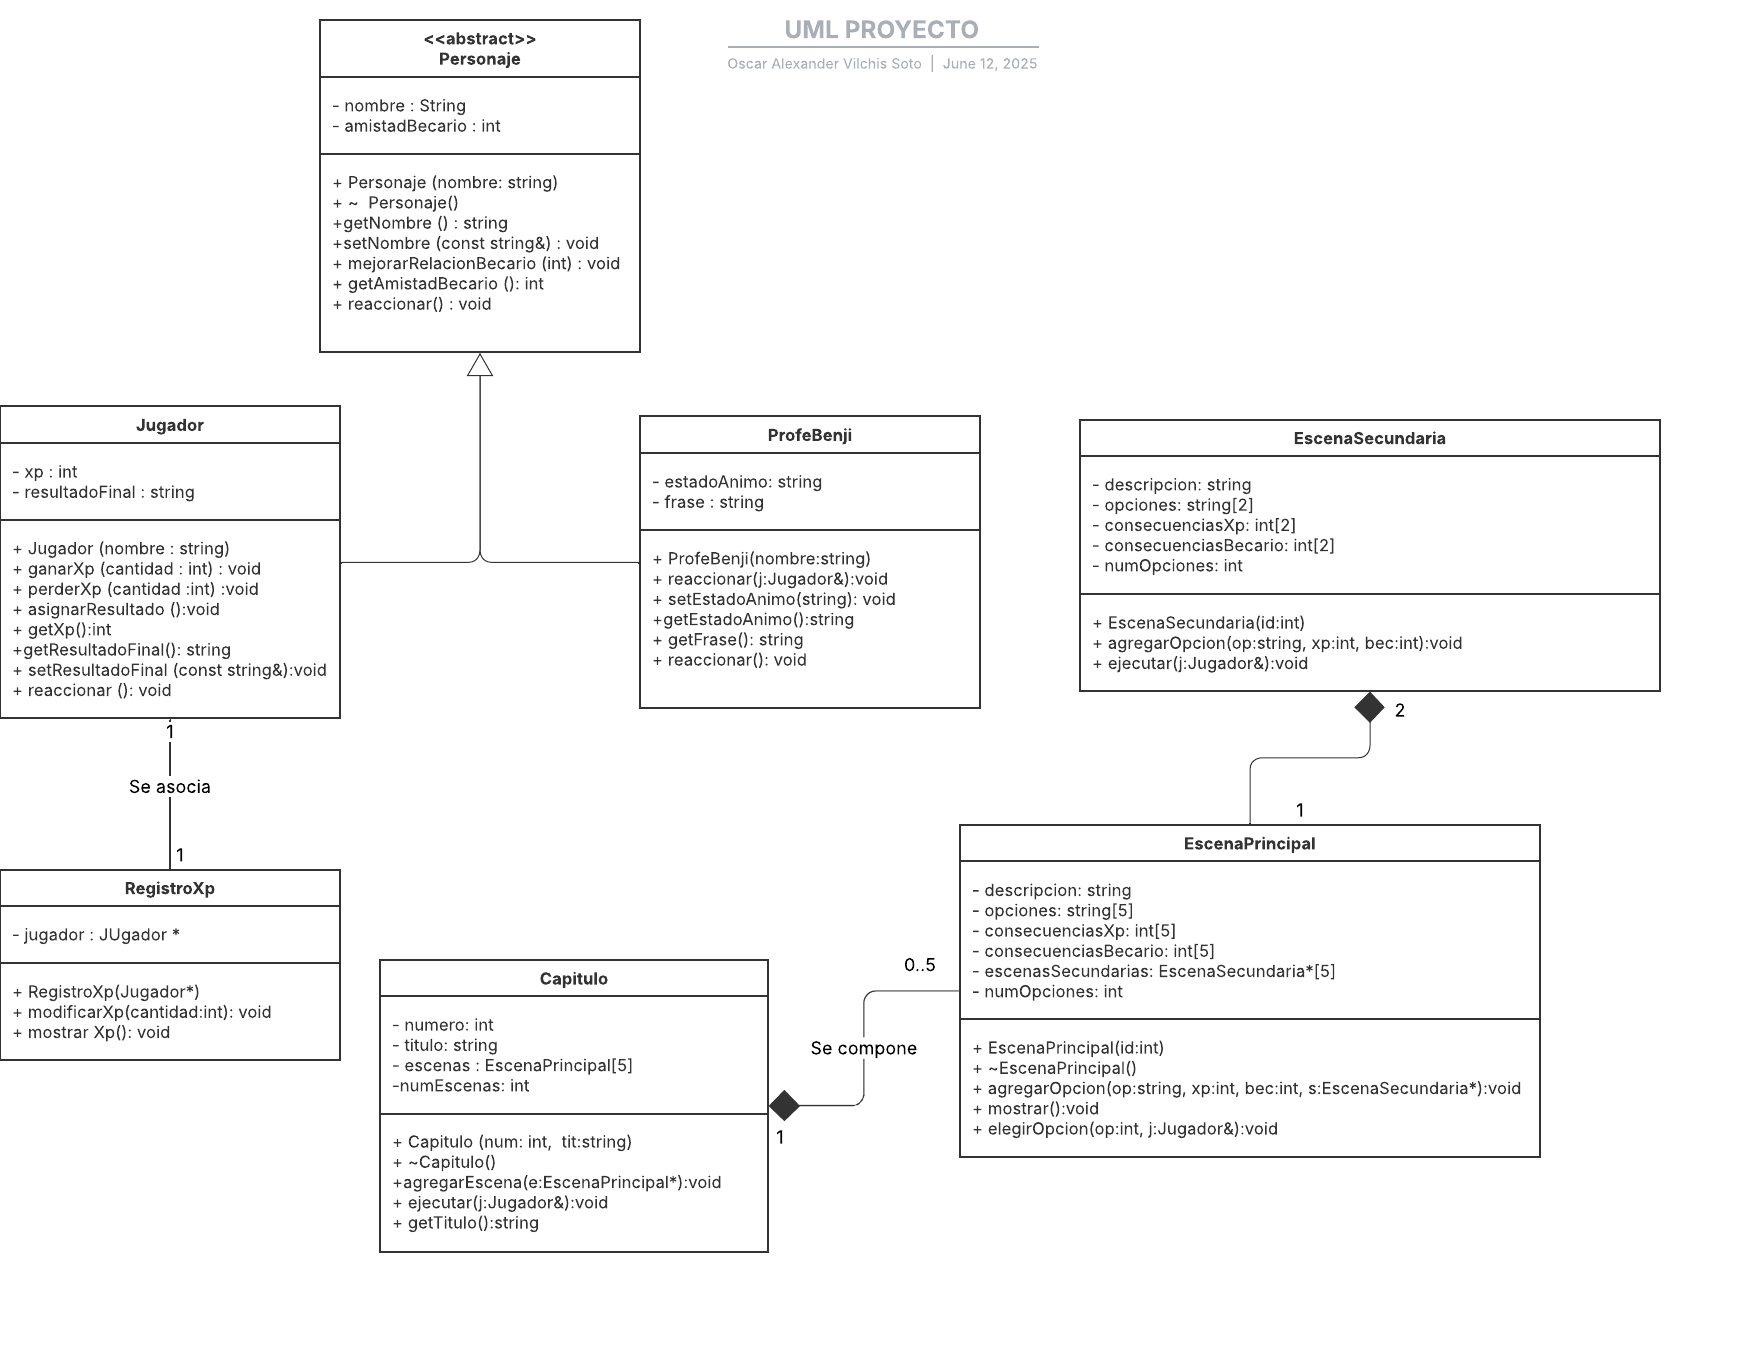 UML PROYECTO
Oscar Alexander Vilchis Soto | June 12, 2025
<<abstract>>
Personaje
- nombre : String
- amistadBecario : int
+ Personaje (nombre: string)
+ ~  Personaje()
+getNombre () : string
+setNombre (const string&) : void
+ mejorarRelacionBecario (int) : void
+ getAmistadBecario (): int
+ reaccionar() : void
Jugador
- xp : int
- resultadoFinal : string
+ Jugador (nombre : string)
+ ganarXp (cantidad : int) : void
+ perderXp (cantidad :int) :void
+ asignarResultado ():void
+ getXp():int
+getResultadoFinal(): string
+ setResultadoFinal (const string&):void
+ reaccionar (): void
ProfeBenji
- estadoAnimo: string
- frase : string
+ ProfeBenji(nombre:string)
+ reaccionar(j:Jugador&):void
+ setEstadoAnimo(string): void
+getEstadoAnimo():string
+ getFrase(): string
+ reaccionar(): void
EscenaSecundaria
- descripcion: string
- opciones: string[2]
- consecuenciasXp: int[2]
- consecuenciasBecario: int[2]
- numOpciones: int
+ EscenaSecundaria(id:int)
+ agregarOpcion(op:string, xp:int, bec:int):void
+ ejecutar(j:Jugador&):void
2
1
1
Se asocia
1
RegistroXp
- jugador : JUgador *
+ RegistroXp(Jugador*)
+ modificarXp(cantidad:int): void
+ mostrar Xp(): void
Capitulo
- numero: int
- titulo: string
- escenas : EscenaPrincipal[5]
-numEscenas: int
+ Capitulo (num: int,  tit:string)
+ ~Capitulo()
+agregarEscena(e:EscenaPrincipal*):void
+ ejecutar(j:Jugador&):void
+ getTitulo():string
0..5
Se compone
1
EscenaPrincipal
- descripcion: string
- opciones: string[5]
- consecuenciasXp: int[5]
- consecuenciasBecario: int[5]
- escenasSecundarias: EscenaSecundaria*[5]
- numOpciones: int
+ EscenaPrincipal(id:int)
+ ~EscenaPrincipal()
+ agregarOpcion(op:string, xp:int, bec:int, s:EscenaSecundaria*):void
+ mostrar():void
+ elegirOpcion(op:int, j:Jugador&):void